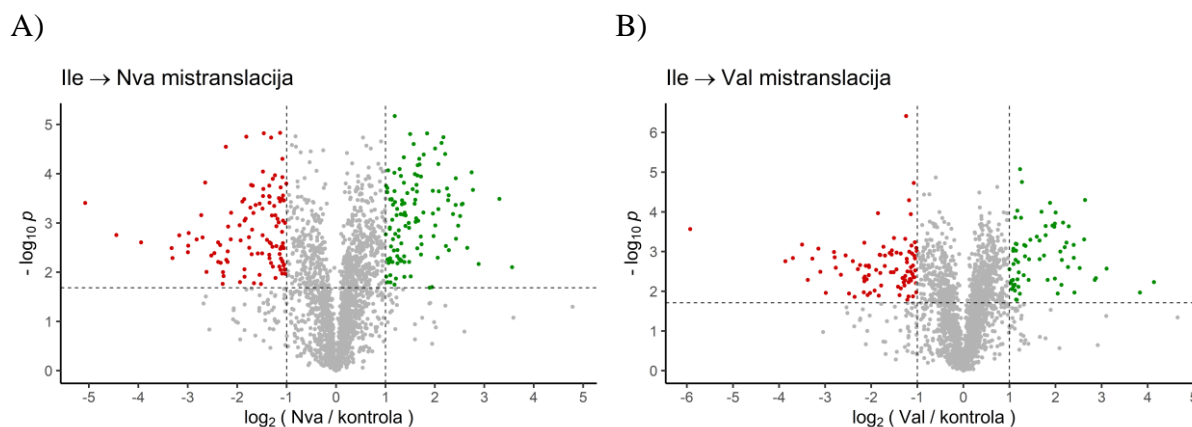 A)
B)
Ile → Nva mistranslacija
Ile → Val mistranslacija
- log10 p
5
4
3
2
1
0
-5 -4 -3 -2 -1 0 1 2 3 4 5
log2 ( Nva / kontrola )
- log10 p
6
5
4
3
2
1
0
-6 -5 -4 -3 -2 -1 0 1 2 3 4 5
log2 ( Val / kontrola )